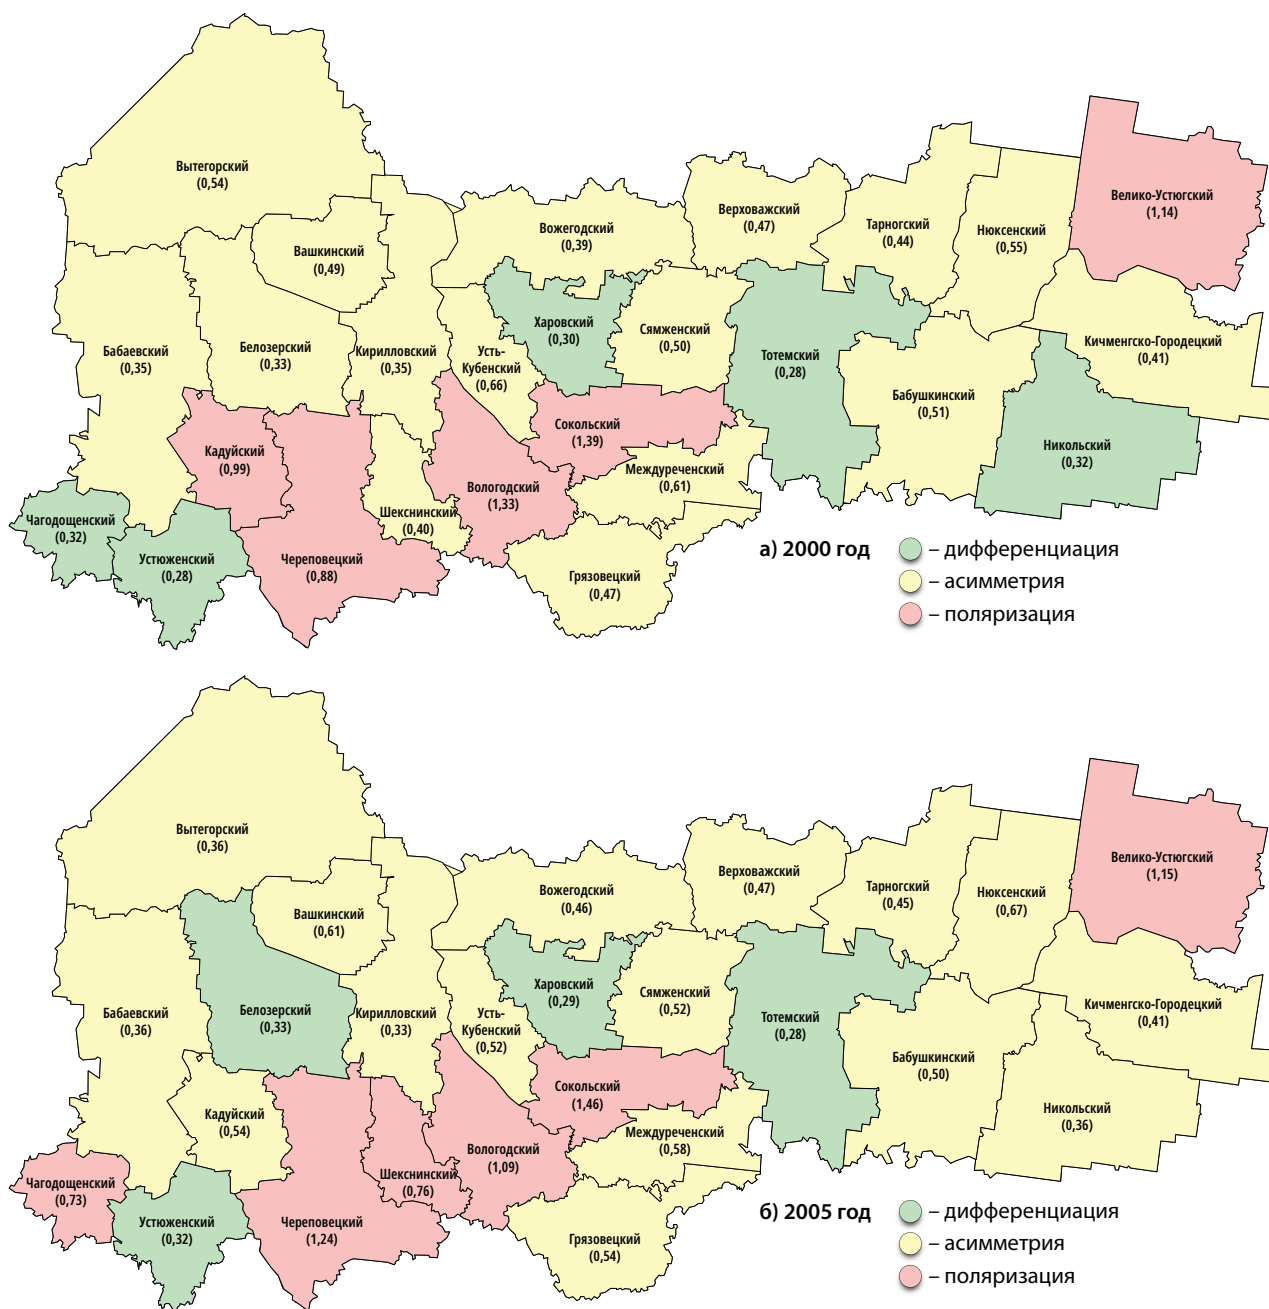 Вытегорский
(0,54)
Вашкинский
(0,49)
Вожегодский
(0,39)
Верховажский
(0,47)
Тарногский
(0,44)
Нюксенский
(0,55)
Велико-Устюгский
(1,14)
Бабаевский
(0,35)
Белозерский
(0,33)
Кирилловский
(0,35)
Усть-
Кубенский
(0,66)
Харовский
(0,30)
Сямженский
(0,50)
Тотемский
(0,28)
Бабушкинский
(0,51)
Кичменгско-Городецкий
(0,41)
Никольский
(0,32)
Кадуйский
(0,99)
Сокольский
(1,39)
Междуреченский
(0,61)
Вологодский
(1,33)
Шекснинский
(0,40)
Чагодощенский
(0,32)
Устюженский
(0,28)
Череповецкий
(0,88)
Грязовецкий
(0,47)
а) 2000 год
– дифференциация
– асимметрия
– поляризация
Вытегорский
(0,36)
Вашкинский
(0,61)
Вожегодский
(0,46)
Верховажский
(0,47)
Тарногский
(0,45)
Нюксенский
(0,67)
Велико-Устюгский
(1,15)
Бабаевский
(0,36)
Белозерский
(0,33)
Кирилловский
(0,33)
Усть-
Кубенский
(0,52)
Харовский
(0,29)
Сямженский
(0,52)
Тотемский
(0,28)
Бабушкинский
(0,50)
Кичменгско-Городецкий
(0,41)
Никольский
(0,36)
Кадуйский
(0,54)
Сокольский
(1,46)
Междуреченский
(0,58)
Вологодский
(1,09)
Шекснинский
(0,76)
Чагодощенский
(0,73)
Устюженский
(0,32)
Череповецкий
(1,24)
Грязовецкий
(0,54)
б) 2005 год
– дифференциация
– асимметрия
– поляризация